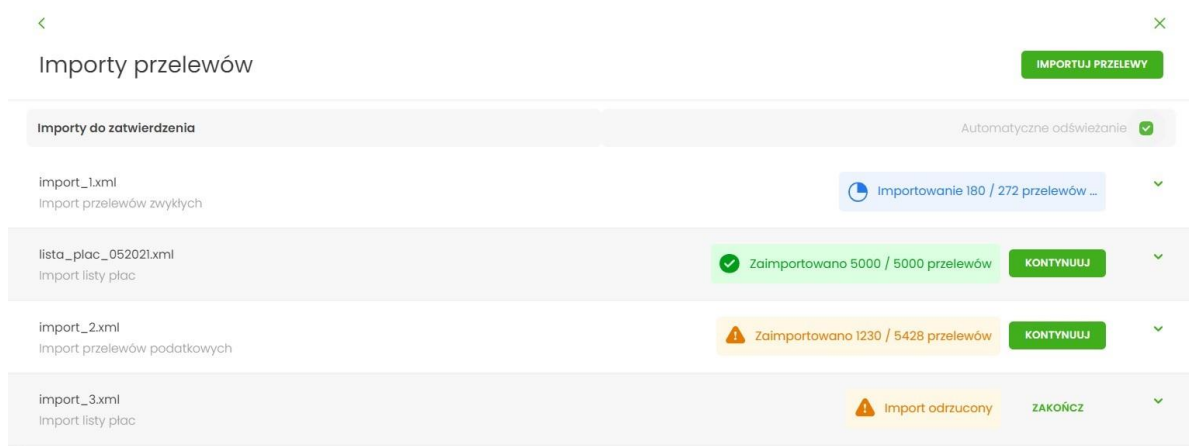 Importy przelewów
IMPORTUJ PRZELEWY
Importy do zatwierdzenia
Automatyczne odświeżanie
import_1.xml
Import przelewów zwykłych
Importowanie 180 / 272 przelewów ...
lista_plac_052021.xml
Import listy płac
Zaimportowano 5000 / 5000 przelewów
KONTYNUUJ
import_2.xml
Import przelewów podatkowych
Zaimportowano 1230 / 5428 przelewów
KONTYNUUJ
import_3.xml
Import listy płac
Import odrzucony
ZAKOŃCZ